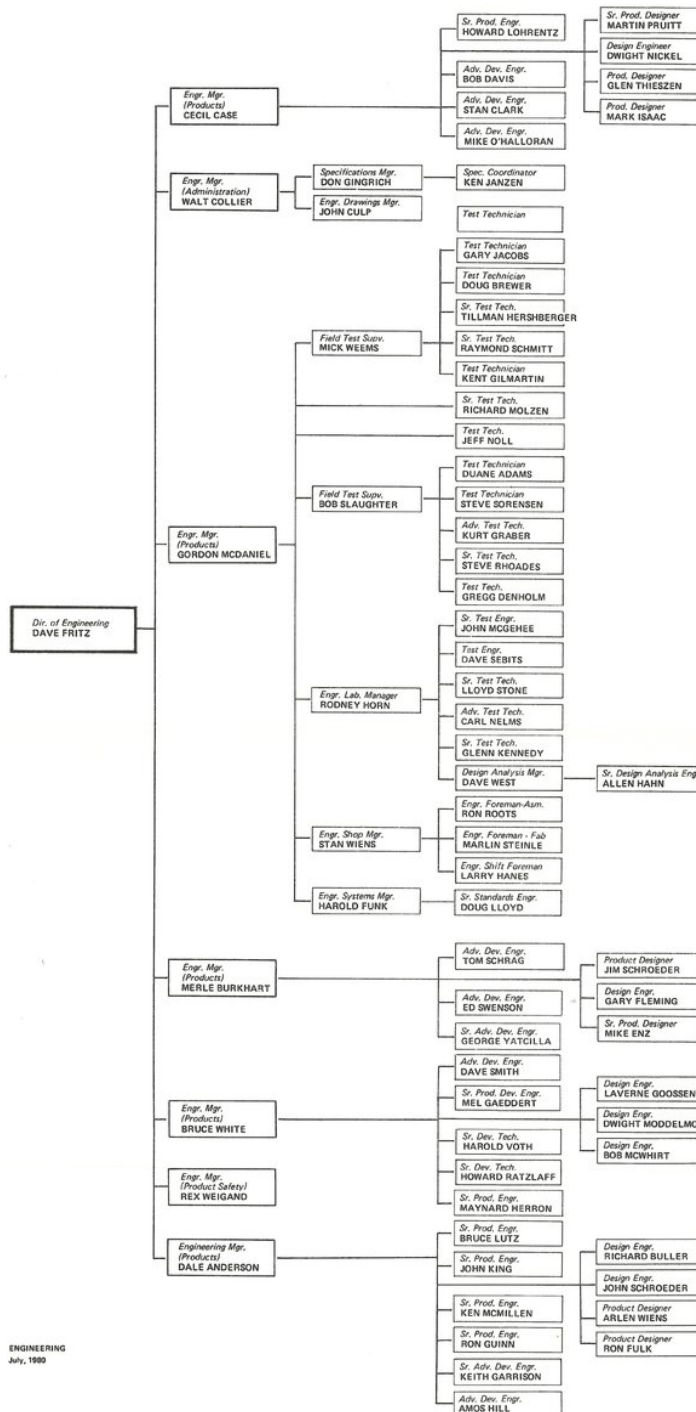 Sr. Prod. Engr.
HOWARD LOHRENTZ
Sr. Prod. Designer
MARTIN PRUITT
Design Engineer
DWIGHT NICKEL
Adv. Dev. Engr.
BOB DAVIS
Prod. Designer
GLEN THIESZEN
Engr. Mgr.
(Products)
CECIL CASE
Adv. Dev. Engr.
STAN CLARK
Prod. Designer
MARK ISAAC
Adv. Dev. Engr.
MIKE O'HALLORAN
Engr. Mgr.
(Administration)
WALT COLLIER
Specifications Mgr.
DON GINGRICH
Spec. Coordinator
KEN JANZEN
Engr. Drawings Mgr.
JOHN CULP
Test Technician
Test Technician
GARY JACOBS
Test Technician
DOUG BREWER
Sr. Test Tech.
TILLMAN HERSHBERGER
Field Test Supv.
MICK WEEMS
Sr. Test Tech.
RAYMOND SCHMITT
Test Technician
KENT GILMARTIN
Sr. Test Tech.
RICHARD MOLZEN
Test Tech.
JEFF NOLL
Test Technician
DUANE ADAMS
Field Test Supv.
BOB SLAUGHTER
Test Technician
STEVE SORENSEN
Adv. Test Tech.
KURT GRABER
Engr. Mgr.
(Products)
GORDON MCDANIEL
Sr. Test Tech.
STEVE RHOADES
Test Tech.
GREGG DENHOLM
Dir. of Engineering
DAVE FRITZ
Sr. Test Engr.
JOHN MCGEHEE
Test Engr.
DAVE SEBITS
Sr. Test Tech.
LLOYD STONE
Engr. Lab. Manager
RODNEY HORN
Adv. Test Tech.
CARL NELMS
Sr. Test Tech.
GLENN KENNEDY
Design Analysis Mgr.
DAVE WEST
Sr. Design Analysis Eng
ALLEN HAHN
Engr. Foreman-Asm.
RON ROOTS
Engr. Shop Mgr.
STAN WIENS
Engr. Foreman - Fab
MARLIN STEINLE
Engr. Shift Foreman
LARRY HANES
Engr. Systems Mgr.
HAROLD FUNK
Sr. Standards Engr.
DOUG LLOYD
Adv. Dev. Engr.
TOM SCHRAG
Product Designer
JIM SCHROEDER
Engr. Mgr.
(Products)
MERLE BURKHART
Adv. Dev. Engr.
ED SWENSON
Design Engr.
GARY FLEMING
Sr. Adv. Dev. Engr.
GEORGE YATCILLA
Sr. Prod. Designer
MIKE ENZ
Adv. Dev. Engr.
DAVE SMITH
Sr. Prod. Dev. Engr.
MEL GAEDDERT
Design Engr.
LAVERNE GOOSSEN
Engr. Mgr.
(Products)
BRUCE WHITE
Design Engr.
DWIGHT MODDELMO
Sr. Dev. Tech.
HAROLD VOTH
Design Engr.
BOB MCWHIRT
Sr. Dev. Tech.
HOWARD RATZLAFF
Engr. Mgr.
(Product Safety)
REX WEIGAND
Sr. Prod. Engr.
MAYNARD HERRON
Sr. Prod. Engr.
BRUCE LUTZ
Engineering Mgr.
(Products)
DALE ANDERSON
Sr. Prod. Engr.
JOHN KING
Design Engr.
RICHARD BULLER
Design Engr.
JOHN SCHROEDER
Sr. Prod. Engr.
KEN MCMILLEN
Product Designer
ARLEN WIENS
Sr. Prod. Engr.
RON GUINN
Product Designer
RON FULK
Sr. Adv. Dev. Engr.
KEITH GARRISON
Adv. Dev. Engr.
AMOS HILL
ENGINEERING
July, 1980